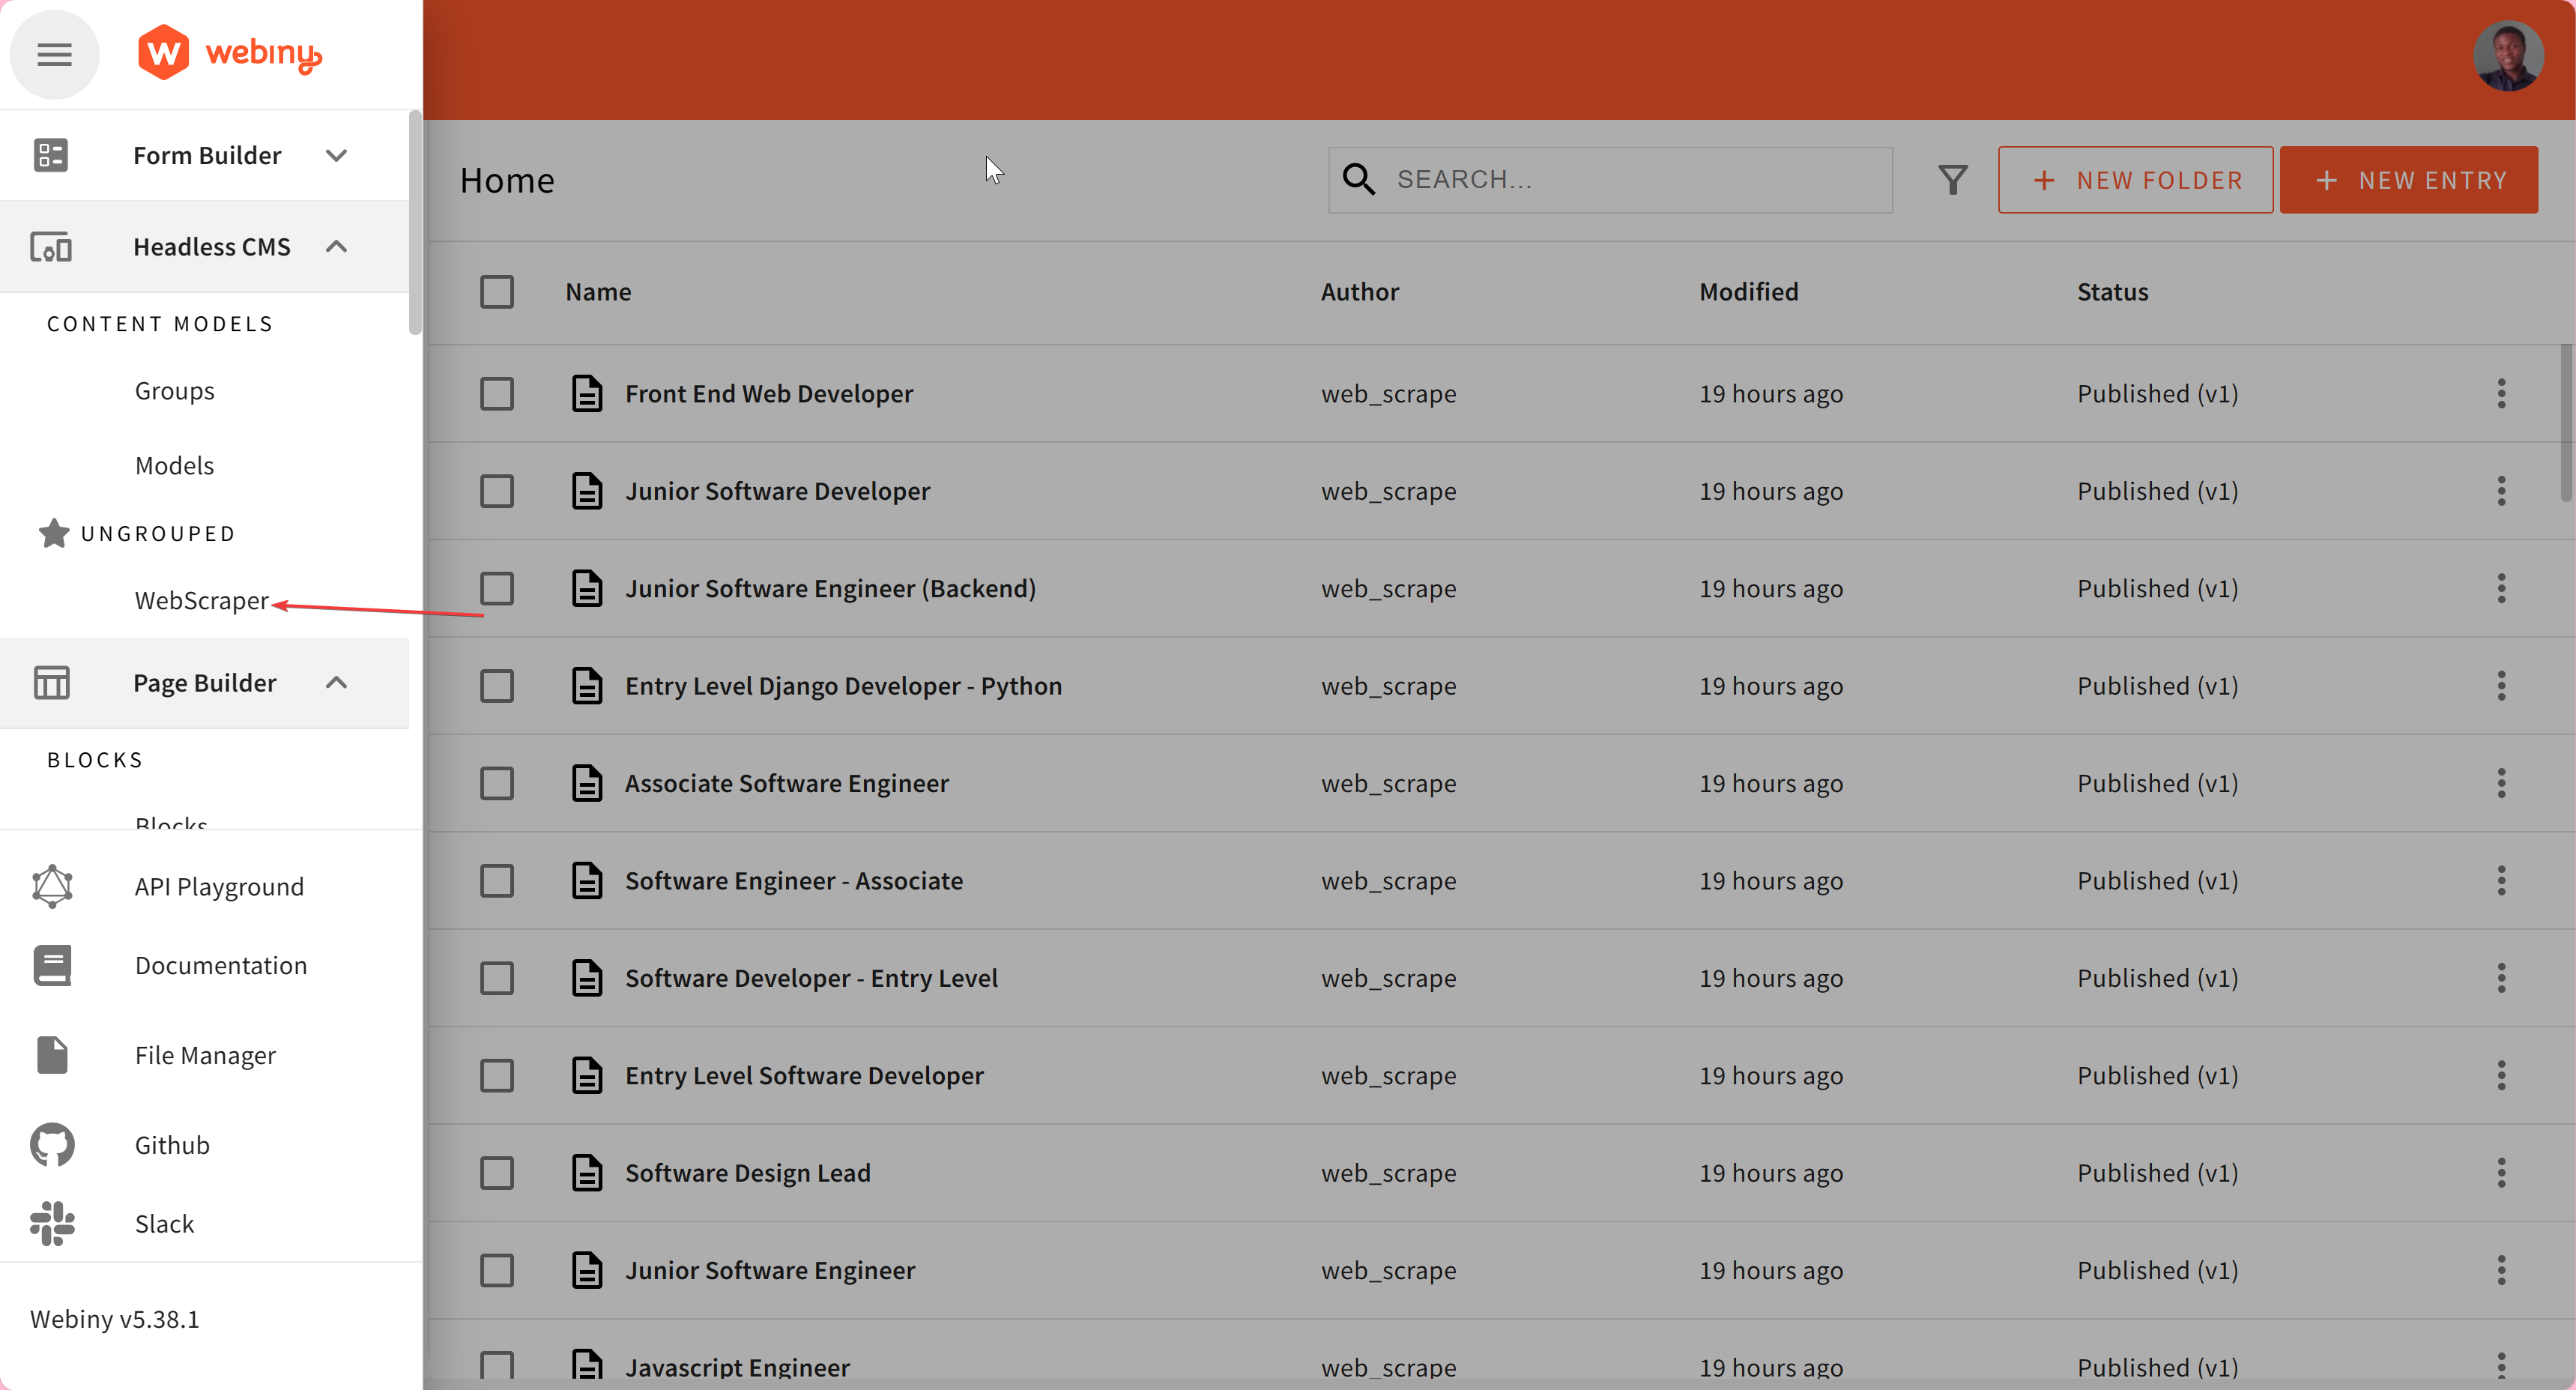 webiny
Form Builder
Headless CMS
CONTENT MODELS
Groups
Models
UNGROUPED
WebScraper
Page Builder
BLOCKS
Blocks
API Playground
Documentation
File Manager
Github
Slack
Webiny v5.38.1
Home
SEARCH...
+ NEW FOLDER
+ NEW ENTRY
Name Author Modified Status
Front End Web Developer web_scrape 19 hours ago Published (v1)
Junior Software Developer web_scrape 19 hours ago Published (v1)
Junior Software Engineer (Backend) web_scrape 19 hours ago Published (v1)
Entry Level Django Developer - Python web_scrape 19 hours ago Published (v1)
Associate Software Engineer web_scrape 19 hours ago Published (v1)
Software Engineer - Associate web_scrape 19 hours ago Published (v1)
Software Developer - Entry Level web_scrape 19 hours ago Published (v1)
Entry Level Software Developer web_scrape 19 hours ago Published (v1)
Software Design Lead web_scrape 19 hours ago Published (v1)
Junior Software Engineer web_scrape 19 hours ago Published (v1)
Javascript Engineer web_scrape 19 hours ago Published (v1)